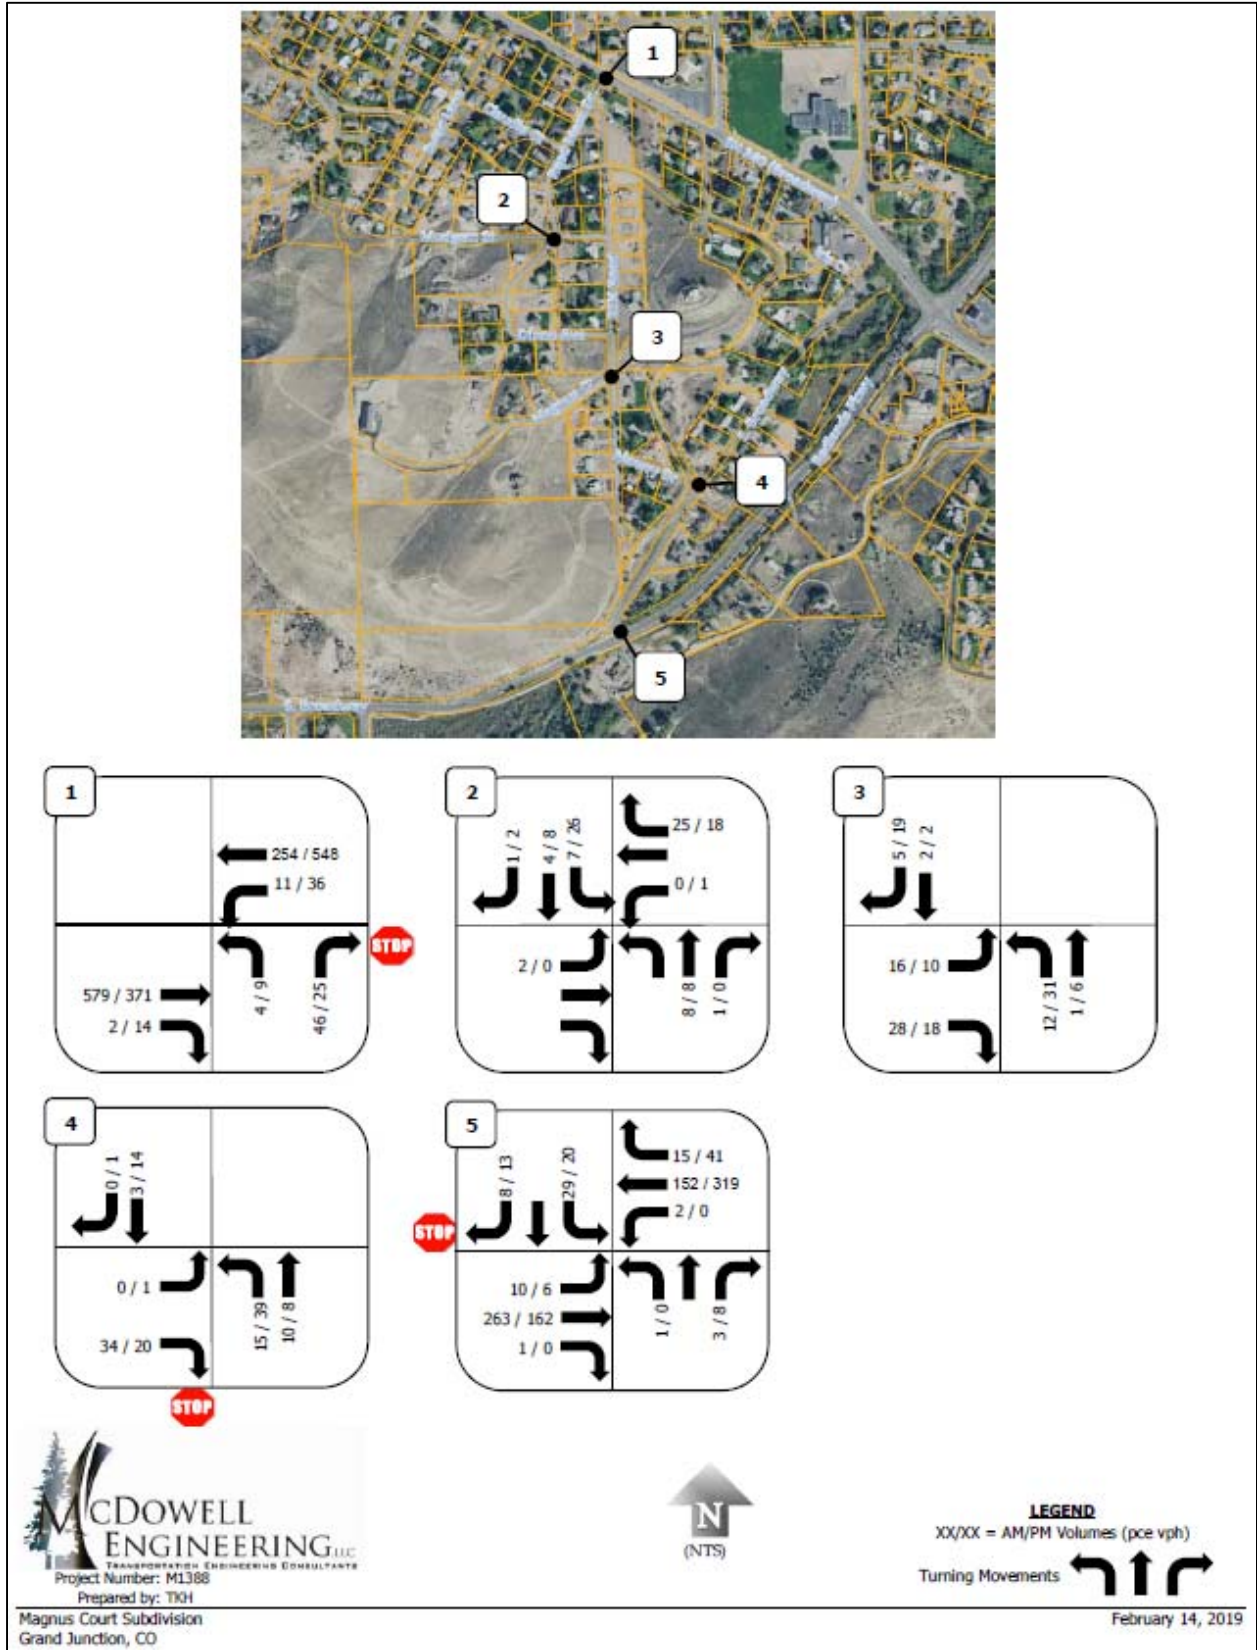 1
2
3
4
5
1
254 / 548
11 / 36
579 / 371
2 / 14
4 / 9
46 / 25
STOP
2
1 / 2
4 / 8
7 / 26
25 / 18
0 / 1
2 / 0
8 / 8
1 / 0
3
5 / 19
2 / 2
16 / 10
28 / 18
12 / 31
1 / 6
4
0 / 1
3 / 14
0 / 1
34 / 20
15 / 39
10 / 8
STOP
5
8 / 13
29 / 20
15 / 41
152 / 319
2 / 0
STOP
10 / 6
263 / 162
1 / 0
1 / 0
3 / 8
MCDOWELL
ENGINEERING LLC
TRANSPORTATION ENGINEERING CONSULTANTS
Project Number: M1388
Prepared by: TKH
N
(NTS)
LEGEND
XX/XX = AM/PM Volumes (pce vph)
Turning Movements
Magnus Court Subdivision
Grand Junction, CO
February 14, 2019